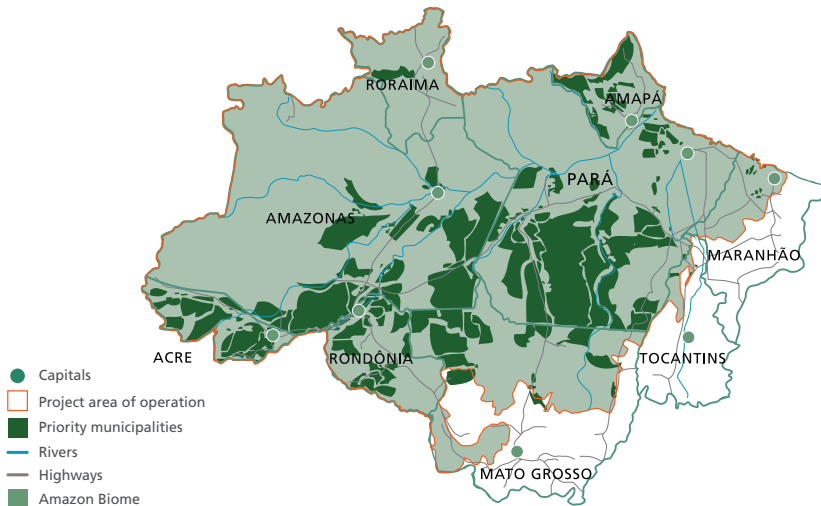 RORAIMA
AMAPÁ
PARÁ
AMAZONAS
MARANHÃO
ACRE
RONDÔNIA
TOCANTINS
MATO GROSSO
Capitals
Project area of operation
Priority municipalities
Rivers
Highways
Amazon Biome